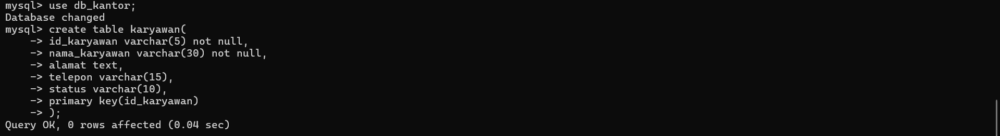 mysql> use db_kantor;
Database changed
mysql> create table karyawan(
    -> id_karyawan varchar(5) not null,
    -> nama_karyawan varchar(30) not null,
    -> alamat text,
    -> telepon varchar(15),
    -> status varchar(10),
    -> primary key(id_karyawan)
    -> );
Query OK, 0 rows affected (0.04 sec)